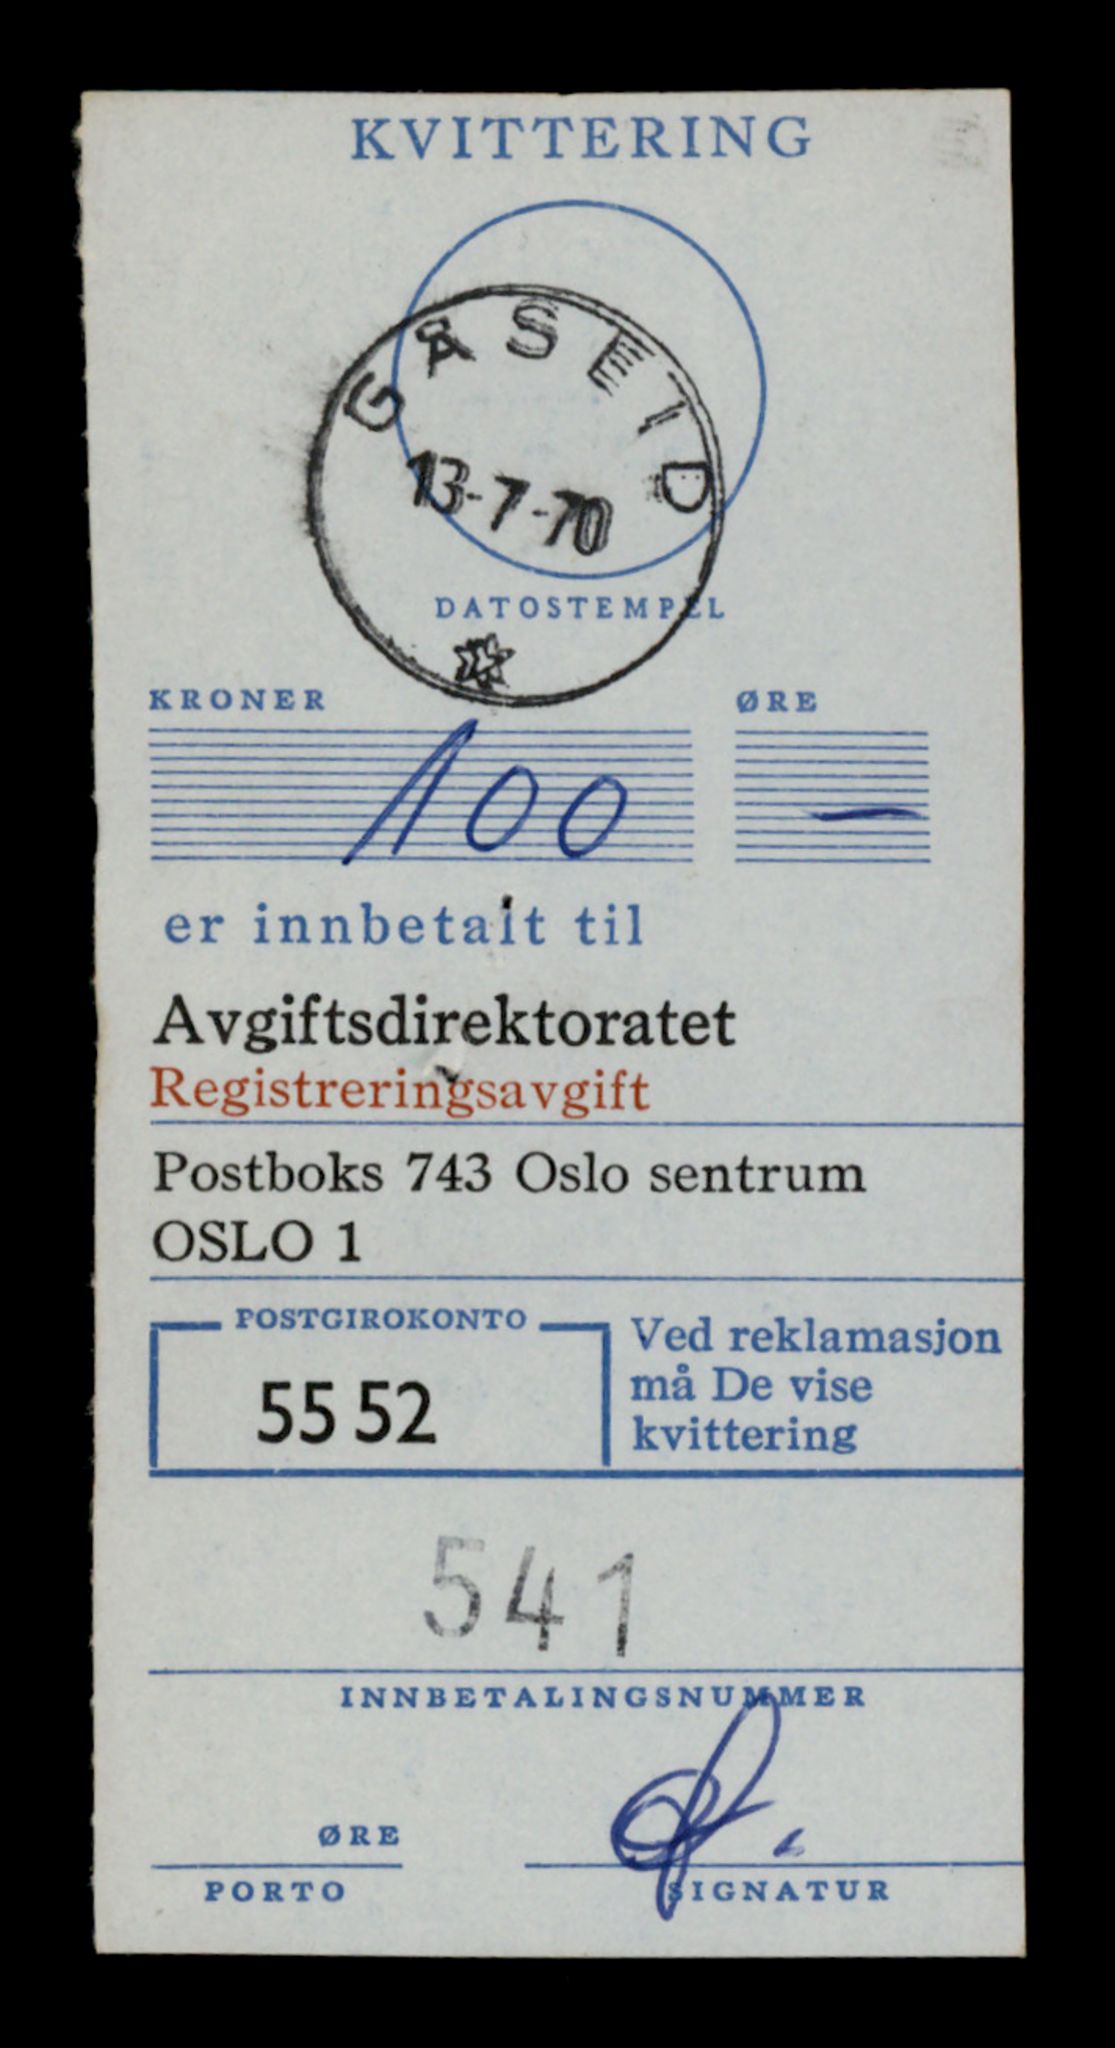 KVITTERING
GÅSEID
13-7-70
DATOSTEMPEL
KRONER ØRE
100 —
er innbetalt til
Avgiftsdirektoratet
Registreringsavgift
Postboks 743 Oslo sentrum
OSLO 1
POSTGIROKONTO
55 52
Ved reklamasjon
må De vise
kvittering
541
INNBETALINGSNUMMER
ØRE
PORTO SIGNATUR